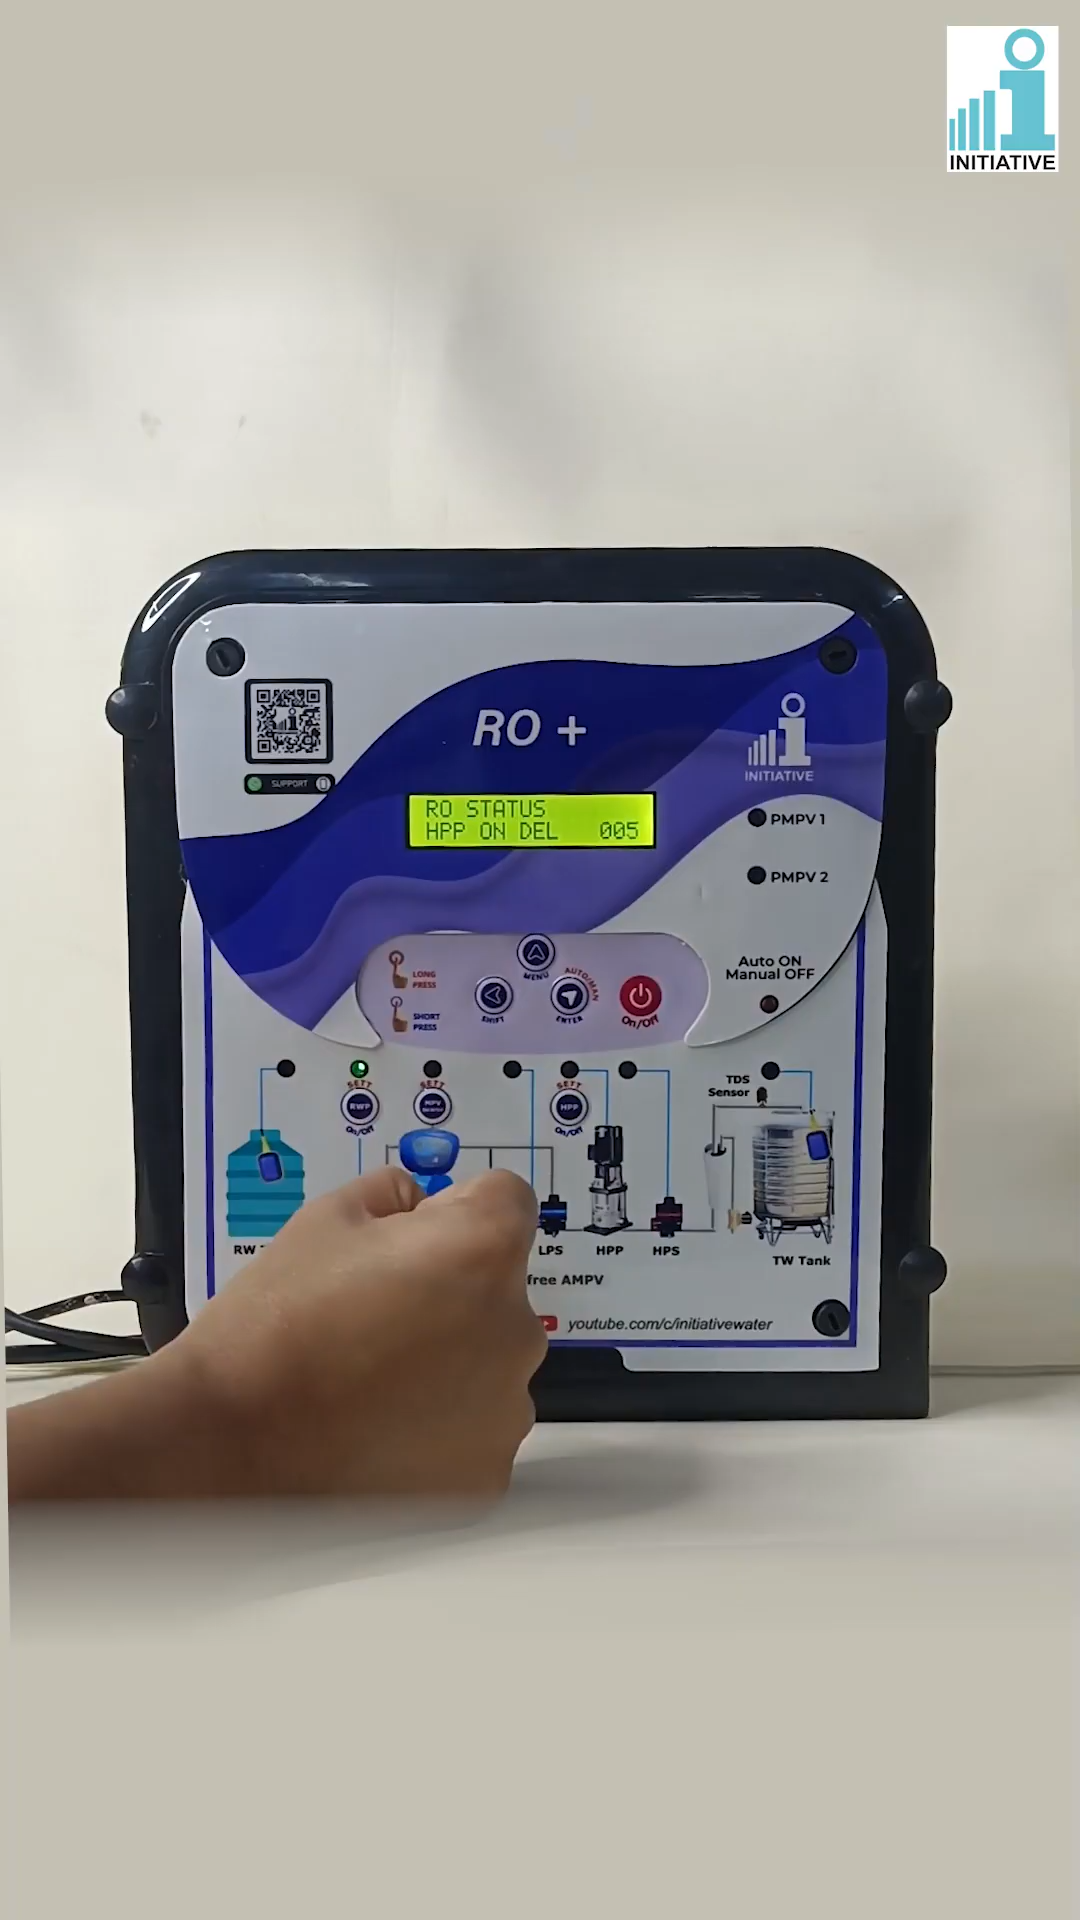 INITIATIVE
RO +
INITIATIVE
SUPPORT
RO STATUS
HPP ON DEL 005
PMPV 1
PMPV 2
LONG
PRESS
SHORT
PRESS
MENU
SHIFT
AUTO/MAN
ENTER
On/Off
Auto ON
Manual OFF
SETT
RWP
On/Off
SETT
MPV
SETT
HPP
On/Off
TDS
Sensor
RW
LPS
HPP
HPS
TW Tank
free AMPV
youtube.com/c/initiativewater